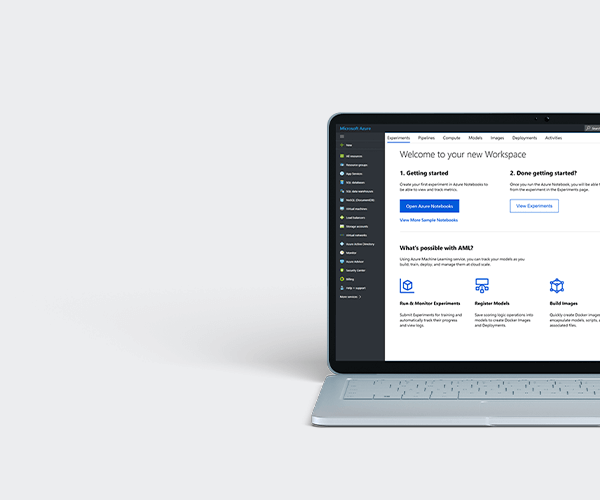 Microsoft Azure
Search
New
All resources
Resource groups
App Services
SQL databases
SQL data warehouses
NoSQL (DocumentDB)
Virtual machines
Load balancers
Storage accounts
Virtual networks
Azure Active Directory
Monitor
Azure Advisor
Security Center
Billing
Help + support
More services
Experiments Pipelines Compute Models Images Deployments Activities
Welcome to your new Workspace
1. Getting started
Create your first experiment in Azure Notebooks to
be able to view and track metrics.
Open Azure Notebooks
View More Sample Notebooks
2. Done getting started?
Once you run the Azure Notebook, you will be able
from the experiment in the Experiments page.
View Experiments
What's possible with AML?
Using Azure Machine Learning service, you can track your models as you
build, train, deploy, and manage them at cloud scale.
Run & Monitor Experiments
Submit Experiments for training and
automatically track their progress
and view logs.
Register Models
Save scoring logic operations into
models to create Docker Images
and Deployments.
Build Images
Quickly create Docker images
encapsulate models, scripts,
associated files.